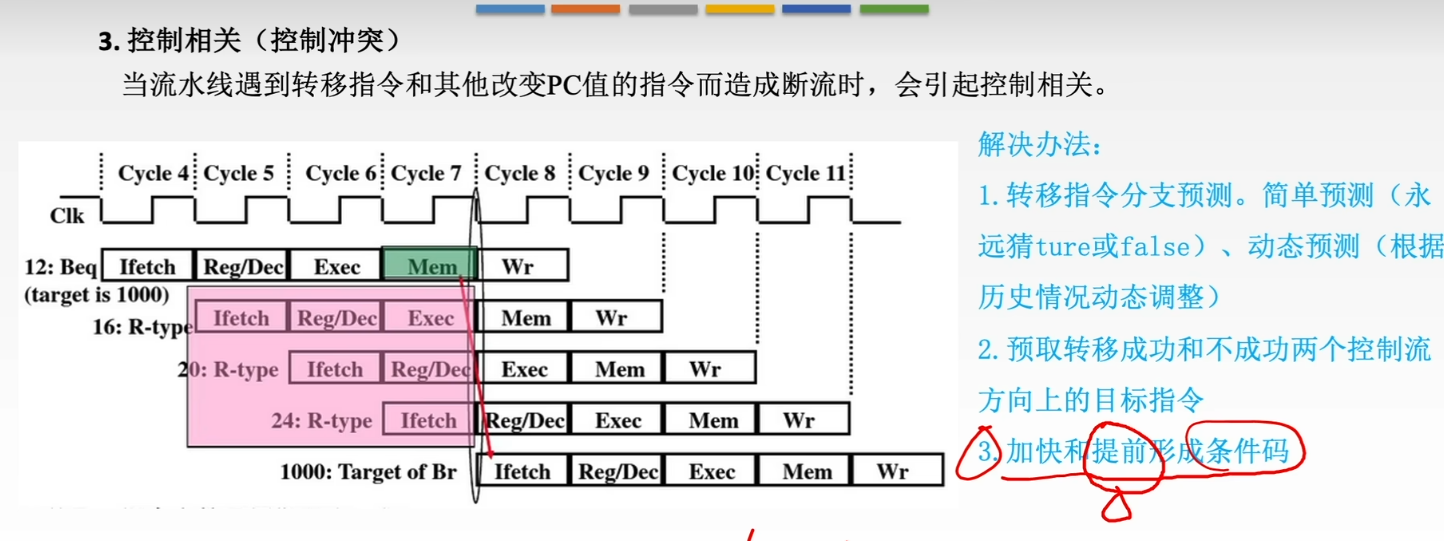 3. 控制相关（控制冲突）
当流水线遇到转移指令和其他改变PC值的指令而造成断流时，会引起控制相关。
解决办法：
1.转移指令分支预测。简单预测（永
远猜ture或false）、动态预测（根据
历史情况动态调整）
2.预取转移成功和不成功两个控制流
方向上的目标指令
3.加快和提前形成条件码
Cycle 4 Cycle 5 Cycle 6 Cycle 7 Cycle 8 Cycle 9 Cycle 10 Cycle 11
Clk
12: Beq Ifetch Reg/Dec Exec Mem Wr
(target is 1000)
16: R-type Ifetch Reg/Dec Exec Mem Wr
20: R-type Ifetch Reg/Dec Exec Mem Wr
24: R-type Ifetch Reg/Dec Exec Mem Wr
1000: Target of Br Ifetch Reg/Dec Exec Mem Wr